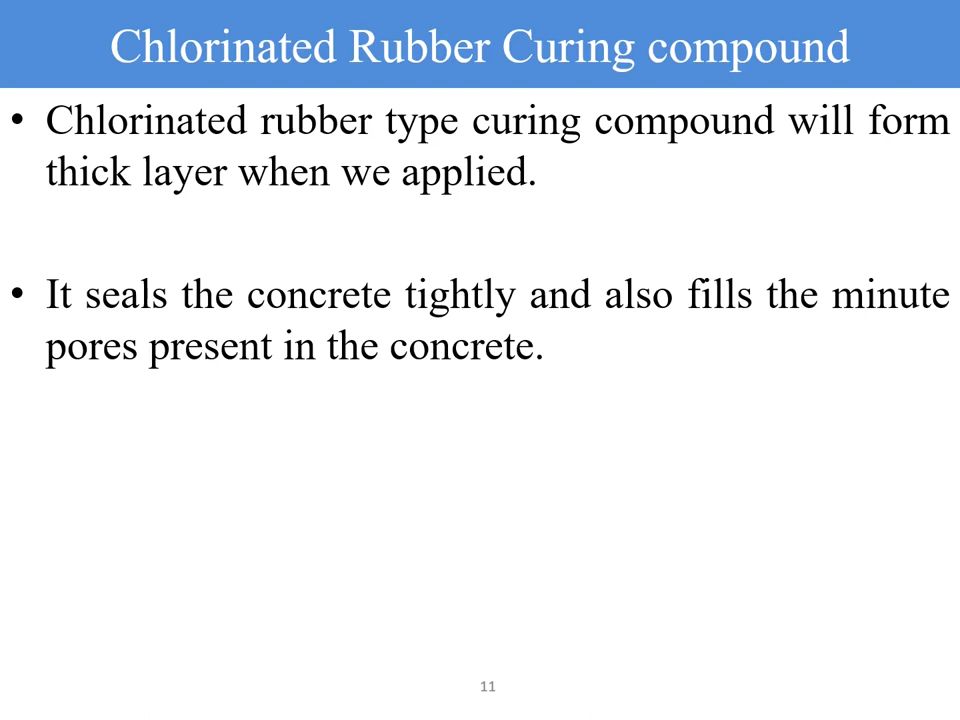 Chlorinated Rubber Curing compound
• Chlorinated rubber type curing compound will form
thick layer when we applied.
• It seals the concrete tightly and also fills the minute
pores present in the concrete.
11